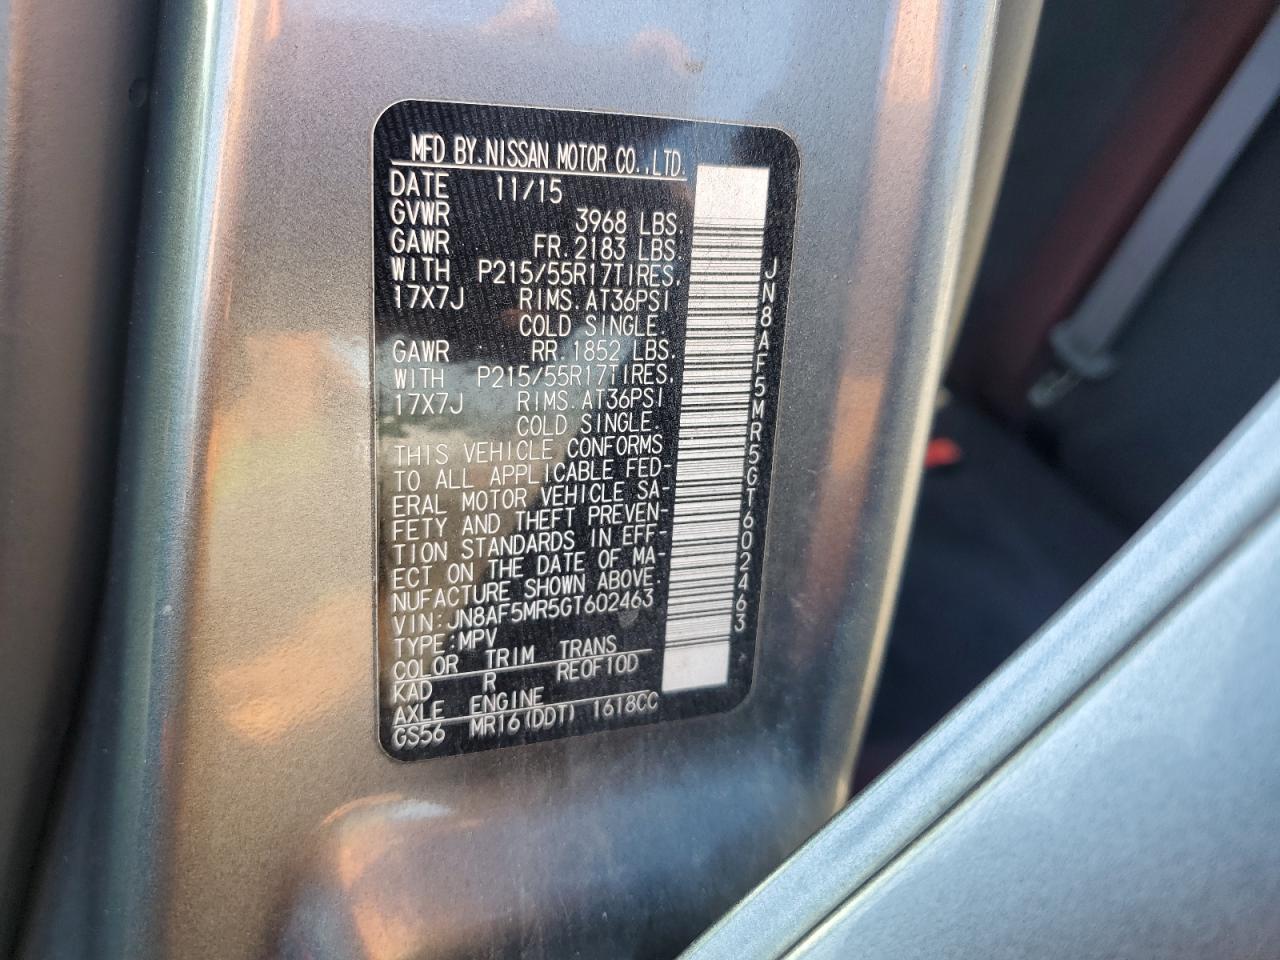 MFD BY.NISSAN MOTOR CO.,LTD.
DATE 11/15
GVWR 3968 LBS.
GAWR FR.2183 LBS.
WITH P215/55R17TIRES,
17X7J RIMS.AT36PSI
COLD SINGLE.
GAWR RR.1852 LBS.
WITH P215/55R17TIRES,
17X7J RIMS.AT36PSI
COLD SINGLE.
THIS VEHICLE CONFORMS
TO ALL APPLICABLE FED-
ERAL MOTOR VEHICLE SA-
FETY AND THEFT PREVEN-
TION STANDARDS IN EFF-
ECT ON THE DATE OF MA-
NUFACTURE SHOWN ABOVE.
VIN:JN8AF5MR5GT602463
TYPE:MPV
COLOR TRIM TRANS
KAD R RE0F10D
AXLE ENGINE
GS56 MR16(DDT) 1618CC
JN8AF5MR5GT602463